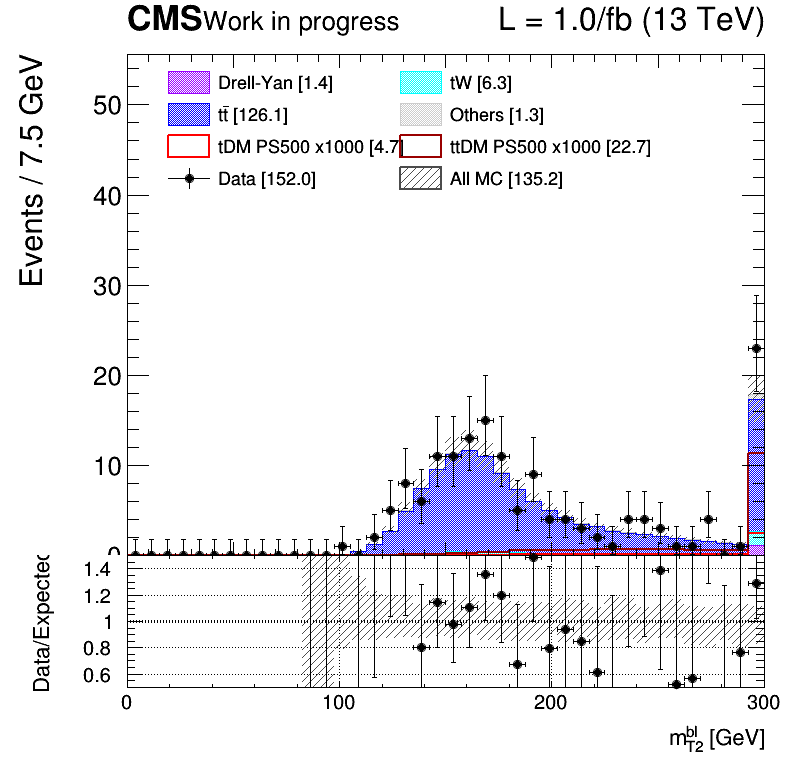 CMS Work in progress L = 1.0/fb (13 TeV)
Events / 7.5 GeV
50
40
30
20
10
0
Drell-Yan [1.4]
tW [6.3]
tt̄ [126.1]
Others [1.3]
tDM PS500 x1000 [4.7]
ttDM PS500 x1000 [22.7]
Data [152.0]
All MC [135.2]
Data/Expected
1.4
1.2
1
0.8
0.6
0 100 200 300
m_{T2}^{bl} [GeV]